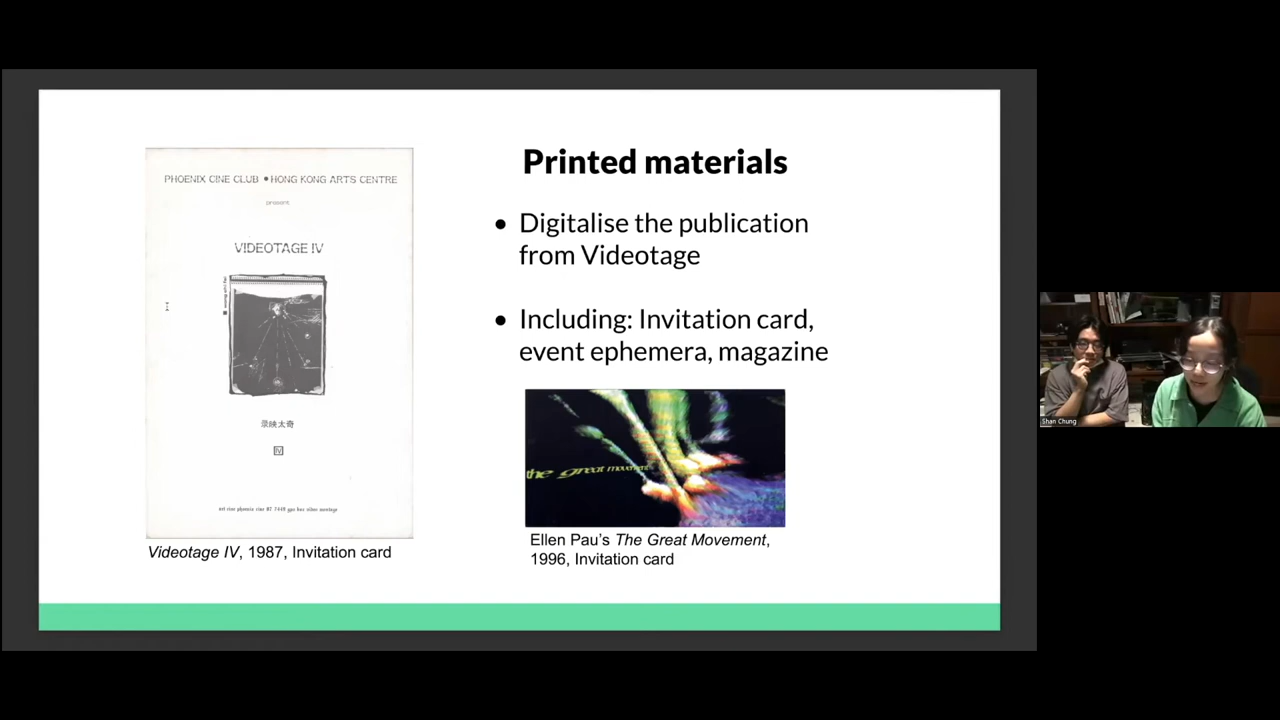 PHOENIX CINE CLUB • HONG KONG ARTS CENTRE
present
VIDEOTAGE IV
录映太奇
IV
Videotage IV, 1987, Invitation card
Printed materials
• Digitalise the publication
from Videotage
• Including: Invitation card,
event ephemera, magazine
the great movement
Ellen Pau’s The Great Movement,
1996, Invitation card
Shan Chung